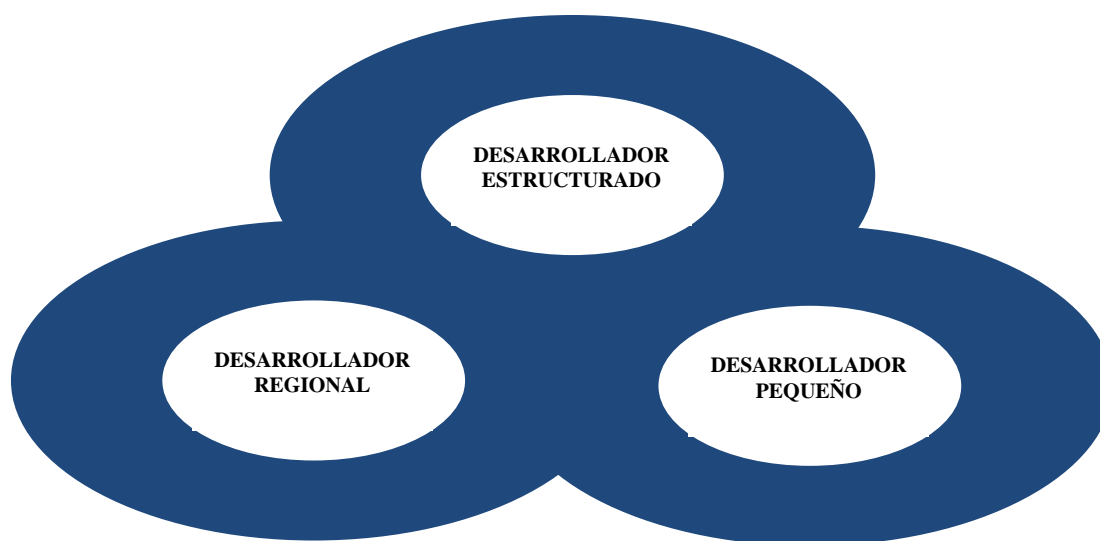 DESARROLLADOR
ESTRUCTURADO
DESARROLLADOR
REGIONAL
DESARROLLADOR
PEQUEÑO